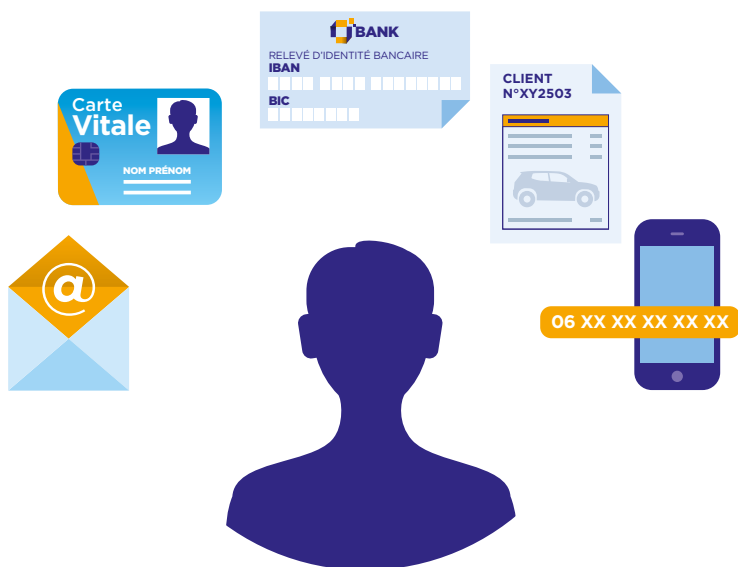 BANK
RELEVÉ D'IDENTITÉ BANCAIRE
IBAN
BIC
CLIENT
N°XY2503
Carte
Vitale
NOM PRÉNOM
@
06 XX XX XX XX XX